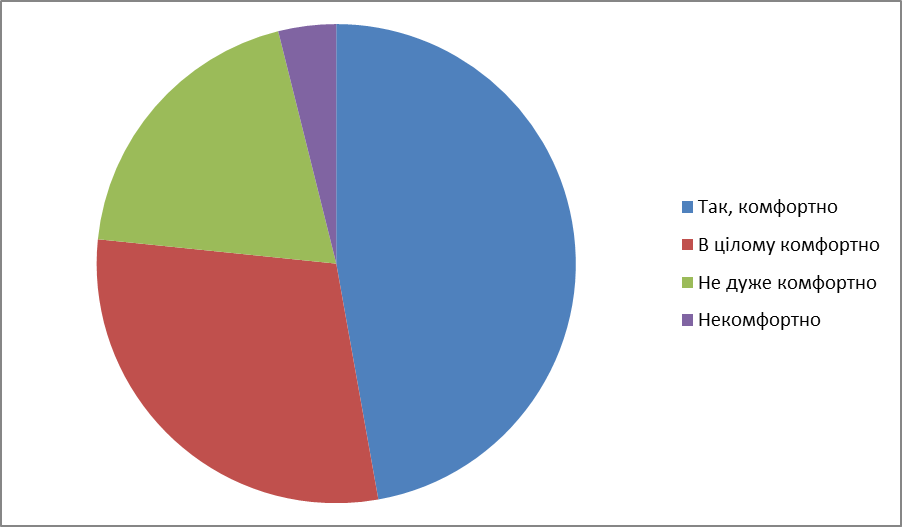 Так, комфортно
В цілому комфортно
Не дуже комфортно
Некомфортно